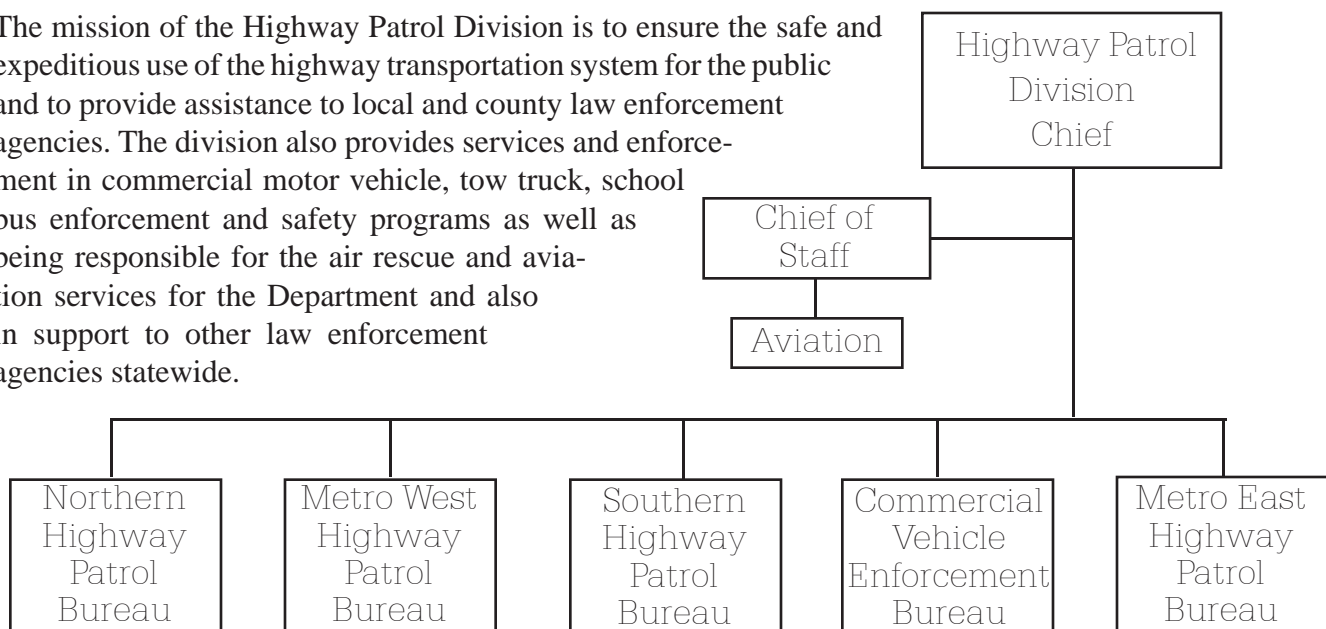 The mission of the Highway Patrol Division is to ensure the safe and
expeditious use of the highway transportation system for the public
and to provide assistance to local and county law enforcement
agencies. The division also provides services and enforce-
ment in commercial motor vehicle, tow truck, school
bus enforcement and safety programs as well as
being responsible for the air rescue and avia-
tion services for the Department and also
in support to other law enforcement
agencies statewide.
Highway Patrol
Division
Chief
Chief of
Staff
Aviation
Northern
Highway
Patrol
Bureau
Metro West
Highway
Patrol
Bureau
Southern
Highway
Patrol
Bureau
Commercial
Vehicle
Enforcement
Bureau
Metro East
Highway
Patrol
Bureau